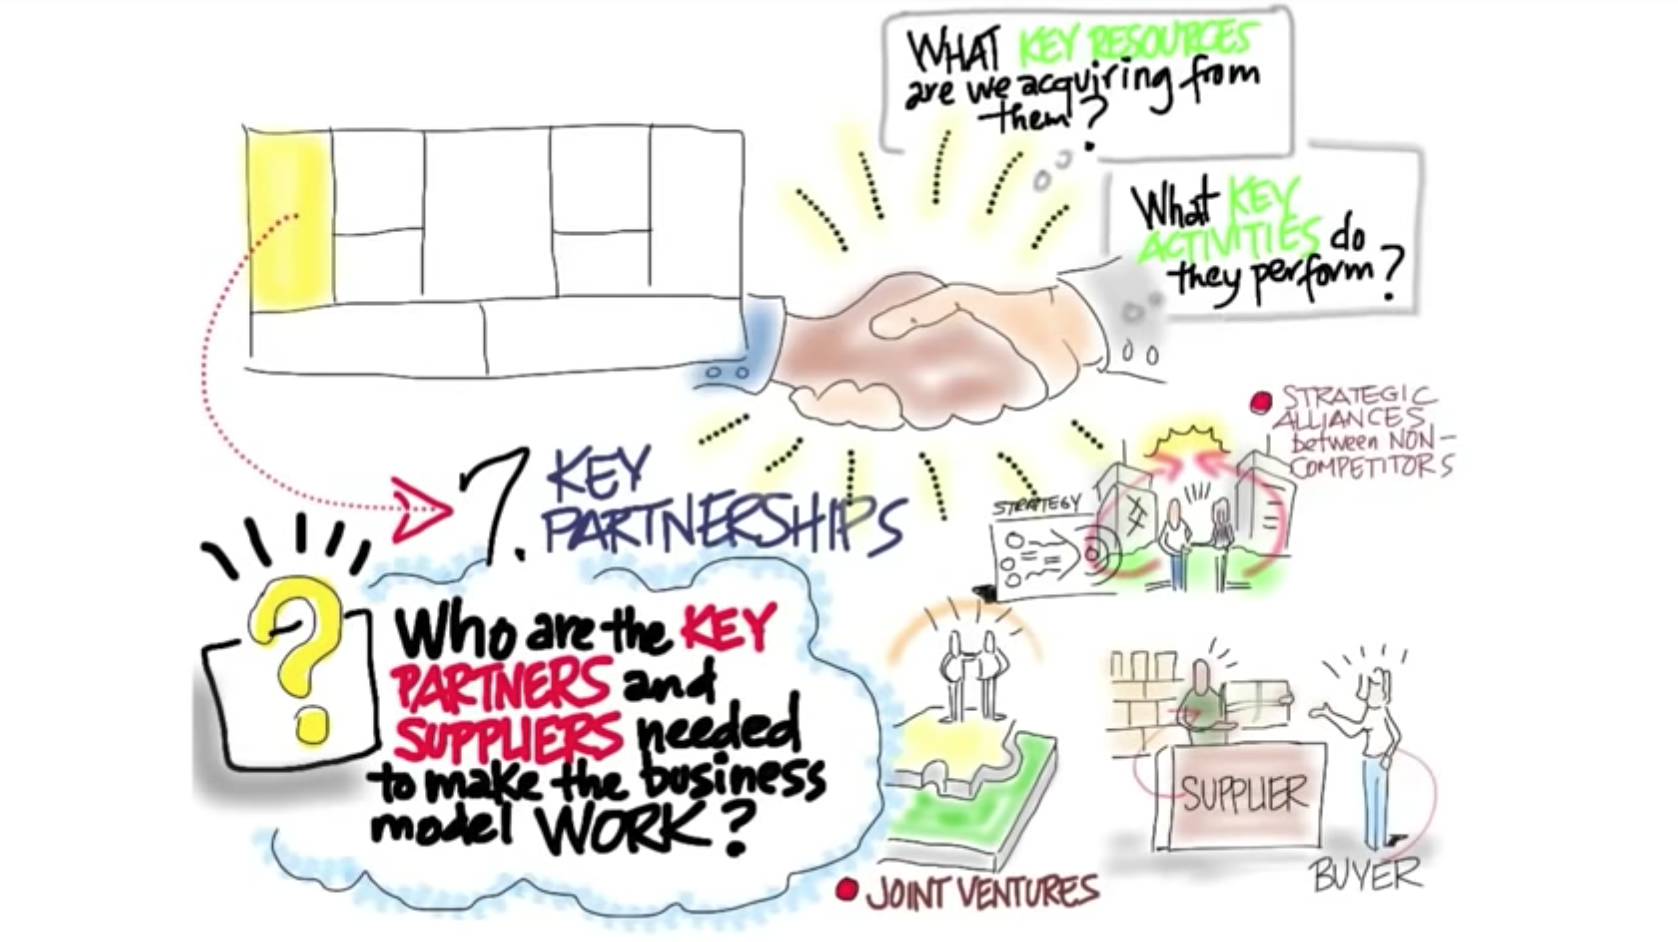 WHAT KEY RESOURCES
are we acquiring from
them?
What KEY
ACTIVITIES do
they perform?
STRATEGIC
ALLIANCES
between NON-
COMPETITORS
7. KEY
PARTNERSHIPS
STRATEGY
?
Who are the KEY
PARTNERS and
SUPPLIERS needed
to make the business
model WORK?
SUPPLIER
BUYER
JOINT VENTURES